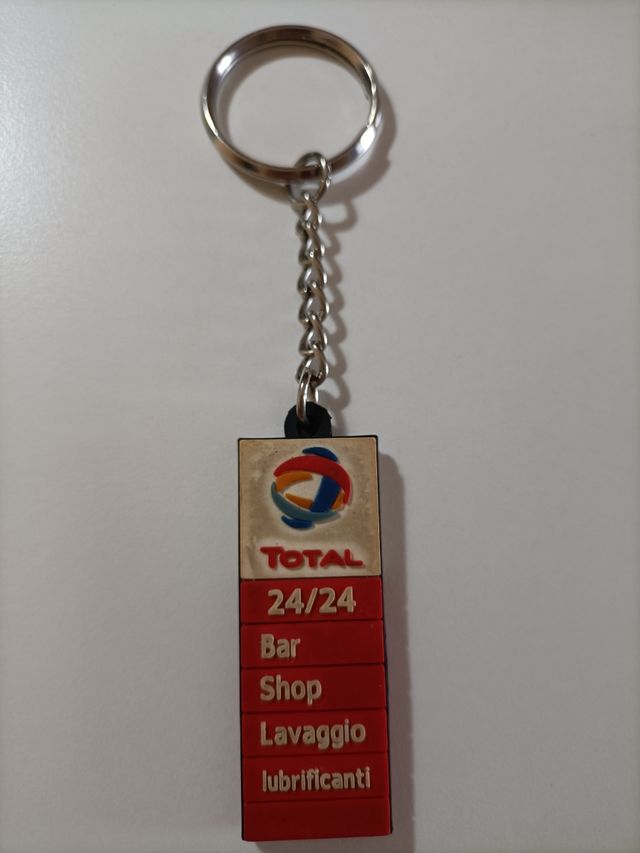 TOTAL
24/24
Bar
Shop
Lavaggio
lubrificanti